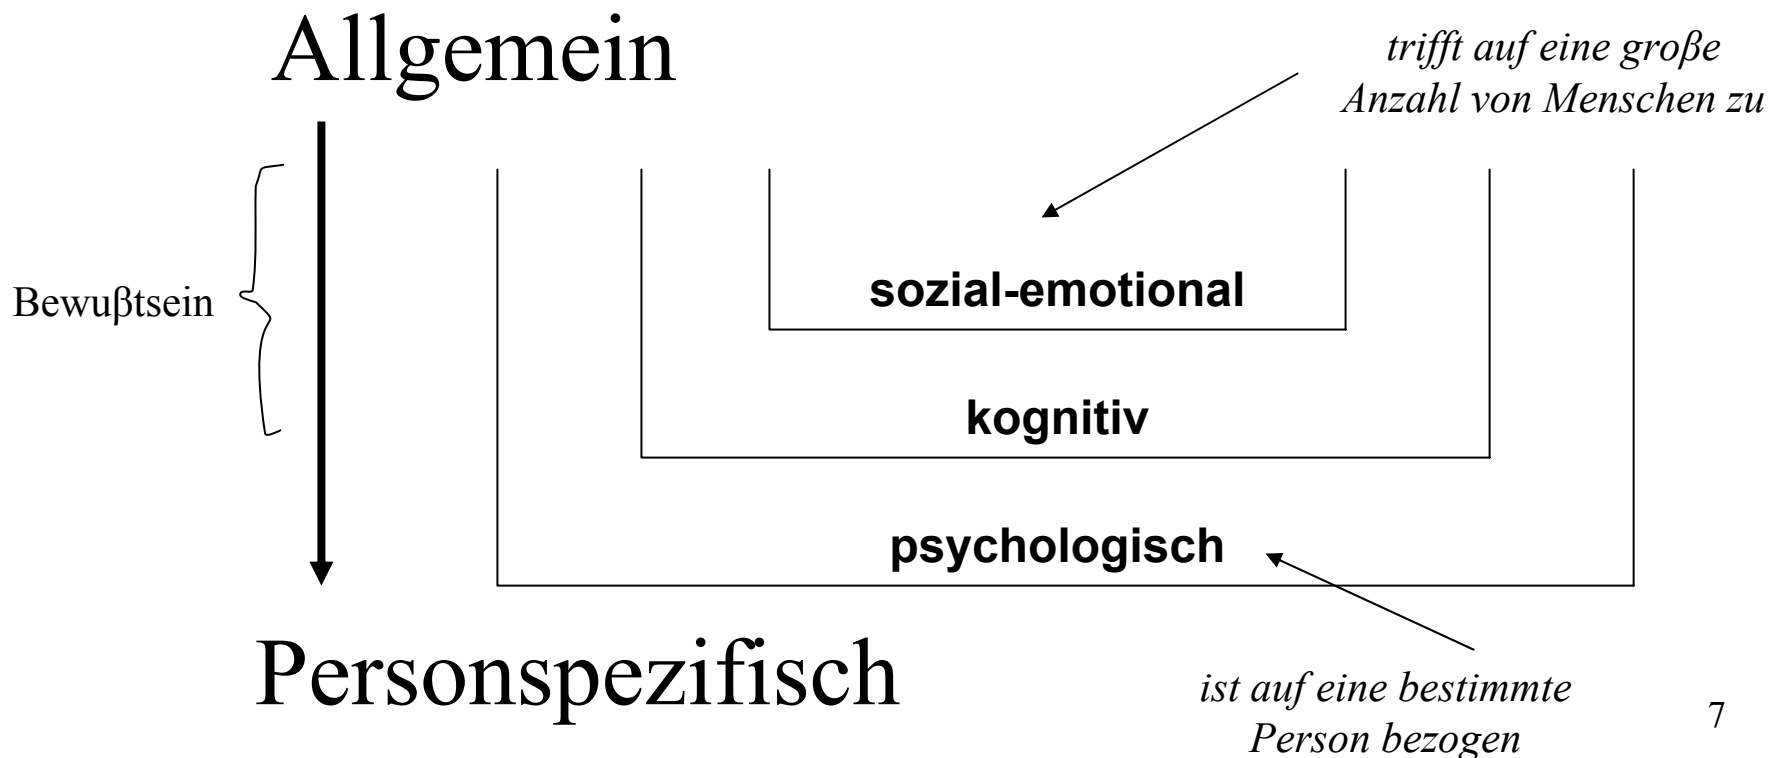 Allgemein
trifft auf eine große
Anzahl von Menschen zu
sozial-emotional
Bewuβtsein
kognitiv
psychologisch
Personspezifisch
ist auf eine bestimmte
Person bezogen
7